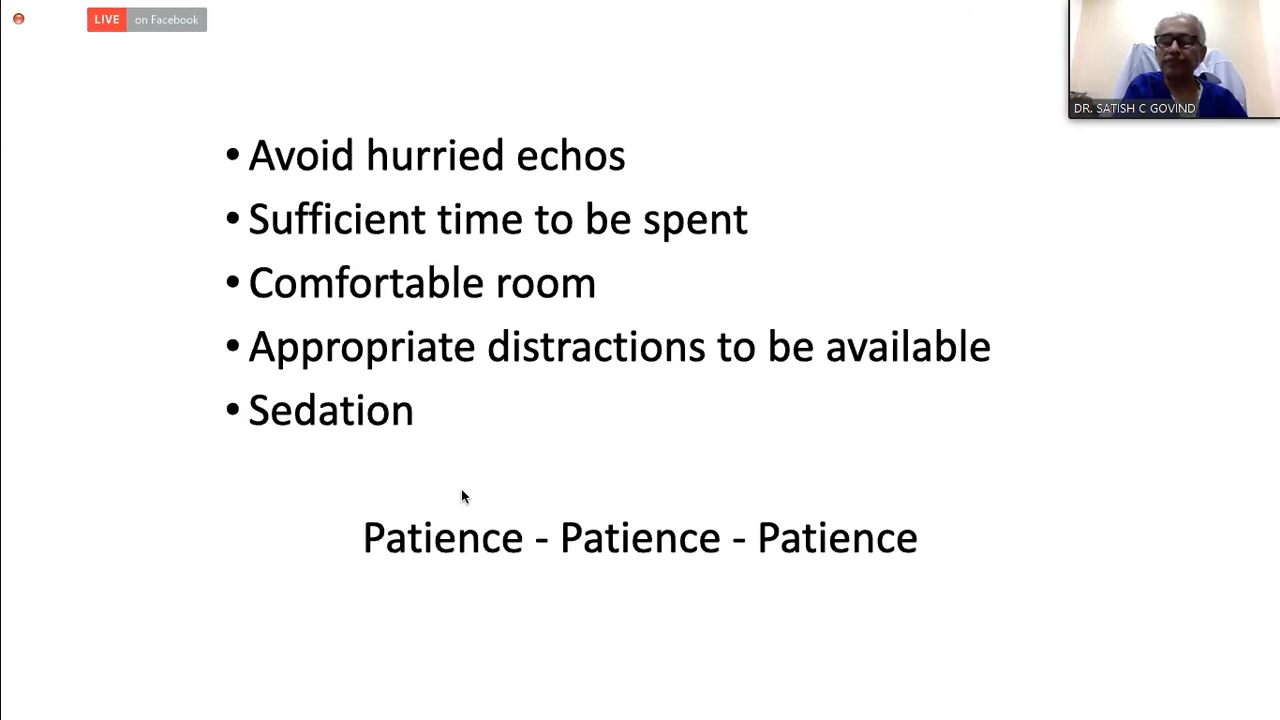 LIVE on Facebook
DR. SATISH C GOVIND
• Avoid hurried echos
• Sufficient time to be spent
• Comfortable room
• Appropriate distractions to be available
• Sedation
Patience - Patience - Patience